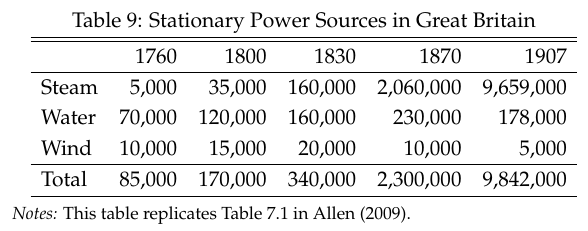 Table 9: Stationary Power Sources in Great Britain
1760 1800 1830 1870 1907
Steam 5,000 35,000 160,000 2,060,000 9,659,000
Water 70,000 120,000 160,000 230,000 178,000
Wind 10,000 15,000 20,000 10,000 5,000
Total 85,000 170,000 340,000 2,300,000 9,842,000
Notes: This table replicates Table 7.1 in Allen (2009).